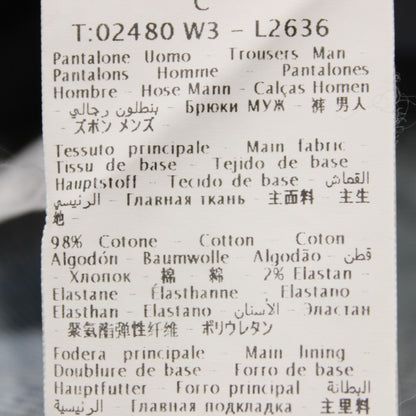 C
T:02480 W3 – L2636
Pantalone Uomo – Trousers Man –
Pantalons Homme – Pantalones
Hombre – Hose Mann – Calças Homen
– بنطلون رجالي – Брюки МУЖ – 裤 男人
– ズボン メンズ –
Tessuto principale – Main fabric
Tissu de base – Tejido de base –
Hauptstoff – Tecido de base – القماش
الرئيسي – Главная ткань – 主面料 – 主生
地 –
98% Cotone – Cotton – Coton
Algodón – Baumwolle – Algodão – قطن
– Хлопок – 棉 – 綿 – 2% Elastan –
Elastane – Élasthanne – Elastano –
Elasthan – Elastano – الأستان – Эластан
– 聚氨酯弹性纤维 – ポリウレタン
Fodera principale – Main lining –
Doublure de base – Forro de base
Hauptfutter – Forro principal – البطانة
الرئيسية – Главная подкладка – 主里料